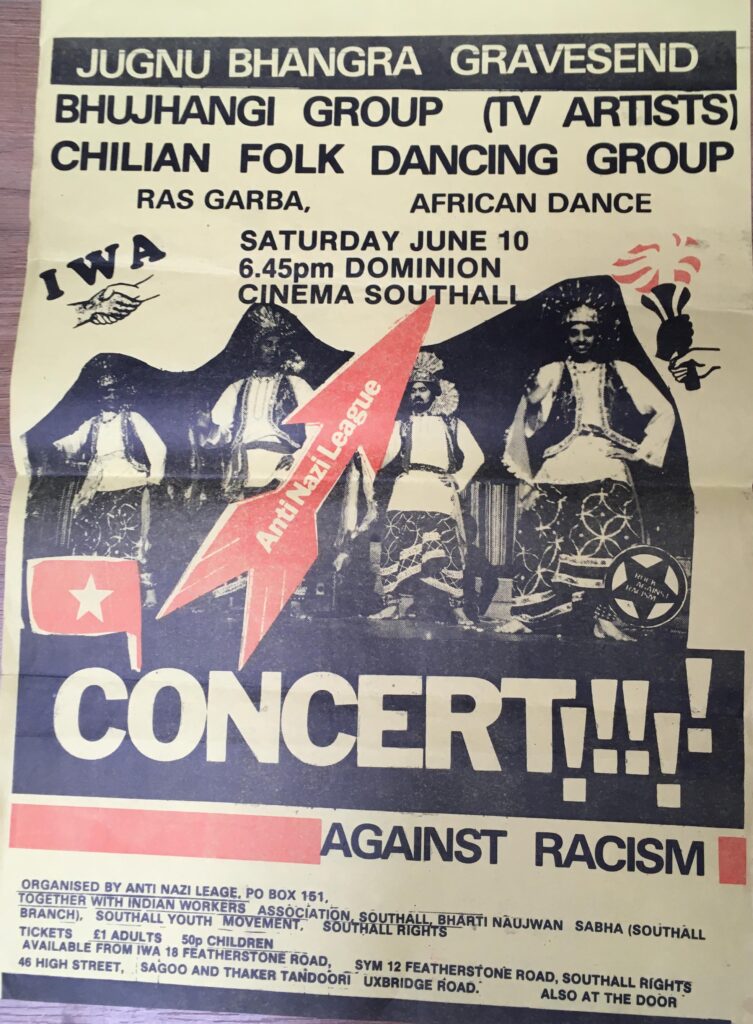 JUGNU BHANGRA GRAVESEND
BHUJHANGI GROUP (TV ARTISTS)
CHILIAN FOLK DANCING GROUP
RAS GARBA, AFRICAN DANCE
IWA
SATURDAY JUNE 10
6.45pm DOMINION
CINEMA SOUTHALL
Anti Nazi League
ROCK
AGAINST
RACISM
CONCERT!!!!
AGAINST RACISM
ORGANISED BY ANTI NAZI LEAGE, PO BOX 151,
TOGETHER WITH INDIAN WORKERS ASSOCIATION, SOUTHALL, BHARTI NAUJWAN SABHA (SOUTHALL
BRANCH), SOUTHALL YOUTH MOVEMENT, SOUTHALL RIGHTS
TICKETS £1 ADULTS 50p CHILDREN
AVAILABLE FROM IWA 18 FEATHERSTONE ROAD, SYM 12 FEATHERSTONE ROAD, SOUTHALL RIGHTS
46 HIGH STREET, SAGOO AND THAKER TANDOORI UXBRIDGE ROAD. ALSO AT THE DOOR